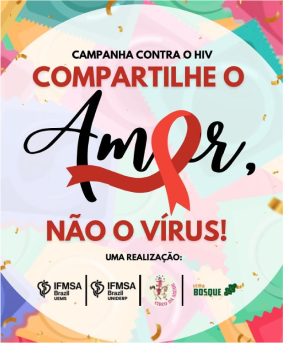 CAMPANHA CONTRA O HIV
COMPARTILHE O
Amor,
NÃO O VÍRUS!
UMA REALIZAÇÃO:
IFMSA
Brazil
UEMS
IFMSA
Brazil
UNIDERP
BOSQUE